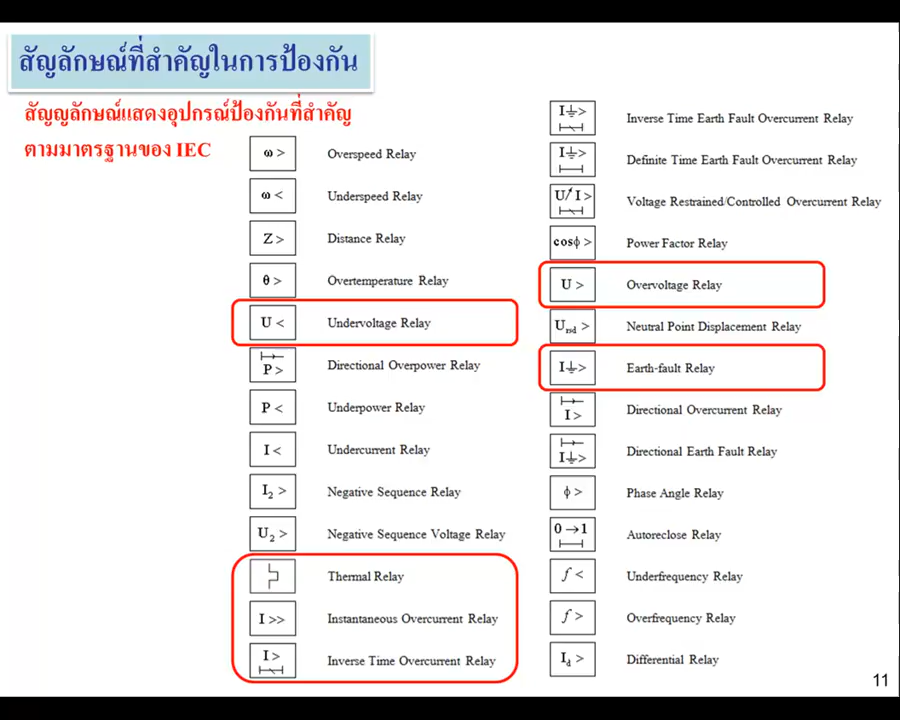 สัญลักษณ์ที่สำคัญในการป้องกัน
สัญญลักษณ์แสดงอุปกรณ์ป้องกันที่สำคัญ
ตามมาตรฐานของ IEC
ω > Overspeed Relay
ω < Underspeed Relay
Z > Distance Relay
θ > Overtemperature Relay
U < Undervoltage Relay
P > Directional Overpower Relay
P < Underpower Relay
I < Undercurrent Relay
I₂ > Negative Sequence Relay
U₂ > Negative Sequence Voltage Relay
Thermal Relay
I >> Instantaneous Overcurrent Relay
I > Inverse Time Overcurrent Relay
I⏚> Inverse Time Earth Fault Overcurrent Relay
I⏚> Definite Time Earth Fault Overcurrent Relay
U/I> Voltage Restrained/Controlled Overcurrent Relay
cosϕ > Power Factor Relay
U > Overvoltage Relay
Ursd > Neutral Point Displacement Relay
I⏚> Earth-fault Relay
I > Directional Overcurrent Relay
I⏚> Directional Earth Fault Relay
ϕ > Phase Angle Relay
0 →1 Autoreclose Relay
f < Underfrequency Relay
f > Overfrequency Relay
Id > Differential Relay
11